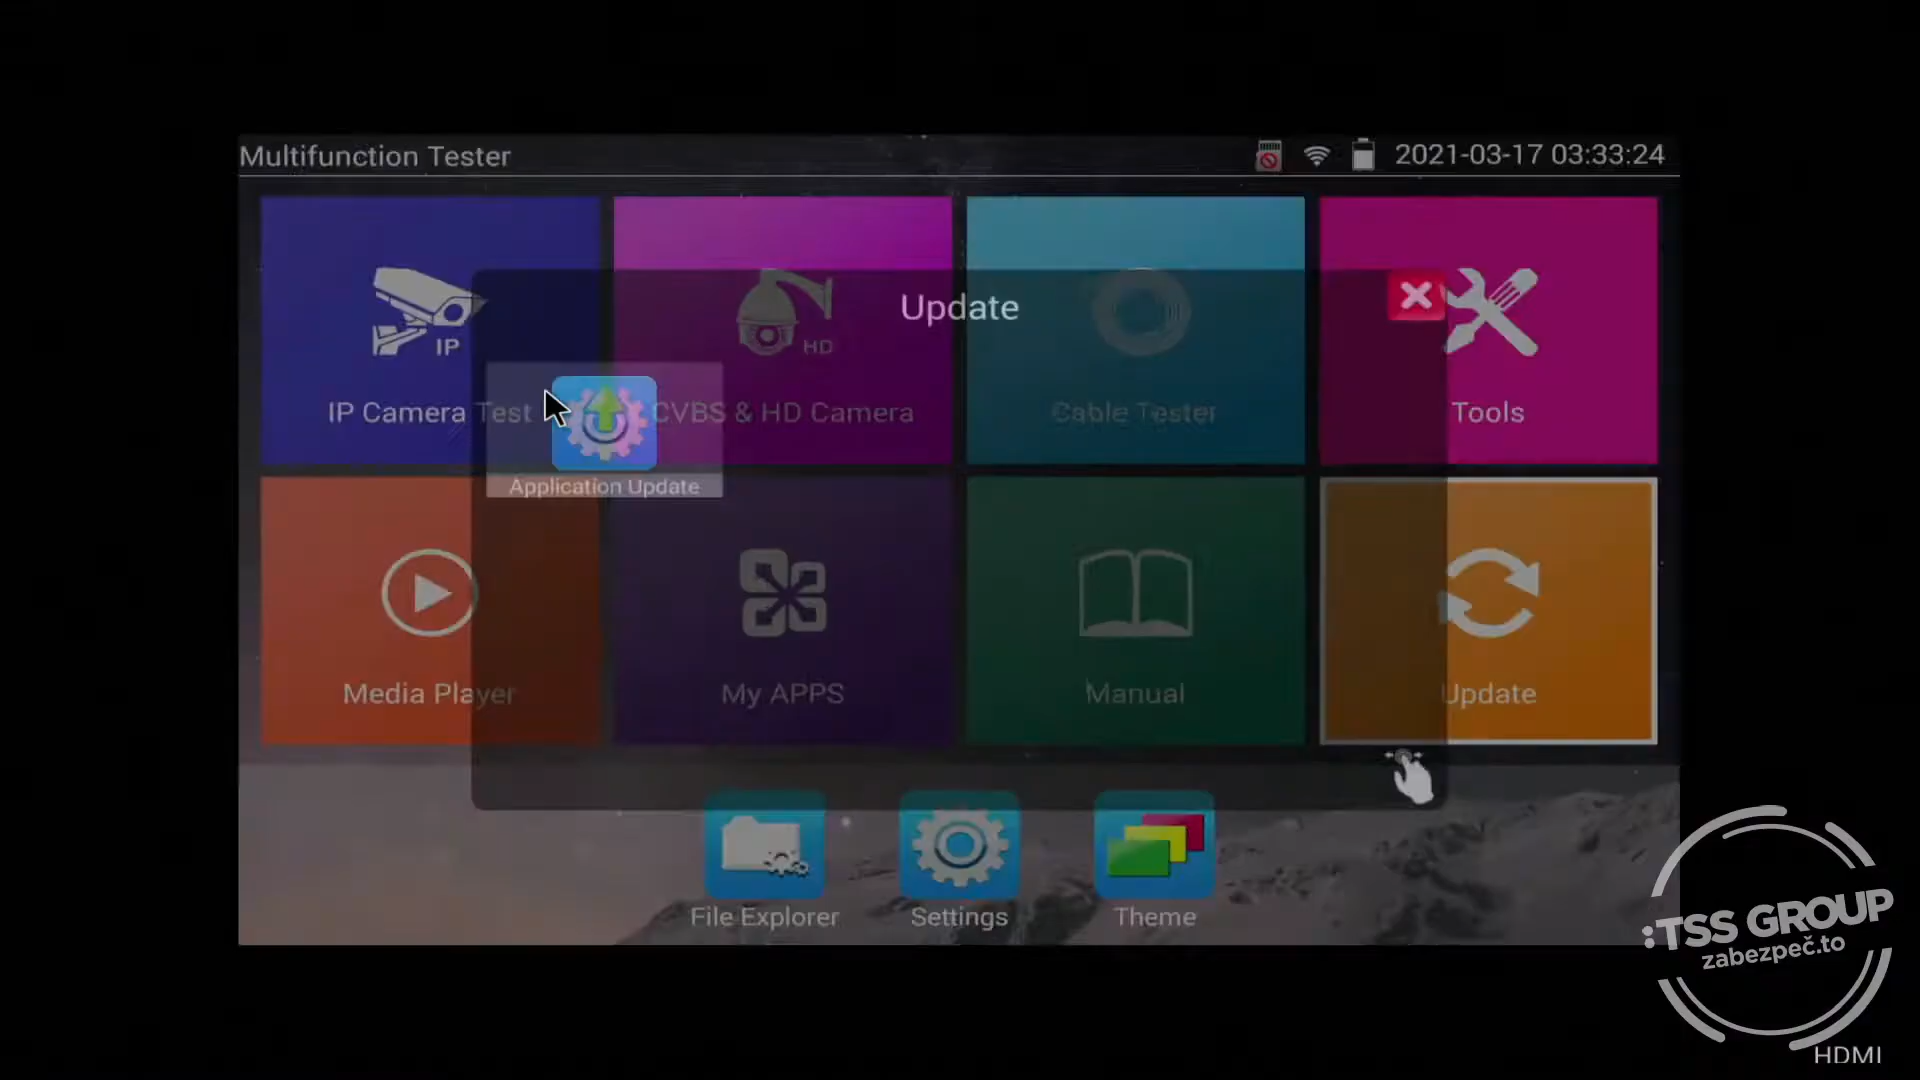 Multifunction Tester
2021-03-17 03:33:24
Update
IP
HD
IP Camera Test
CVBS & HD Camera
Cable Tester
Tools
Application Update
Media Player
My APPS
Manual
Update
File Explorer
Settings
Theme
:TSS GROUP
zabezpeč.to
HDMI